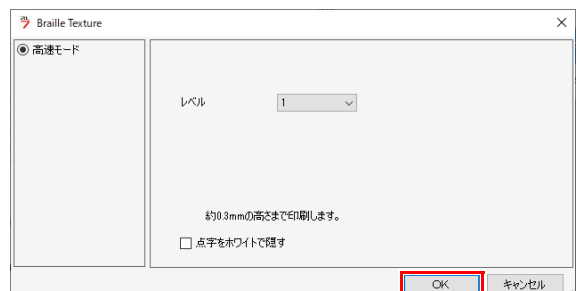 Braille Texture
高速モード
レベル 1
約0.3mmの高さまで印刷します。
点字をホワイトで隠す
OK キャンセル